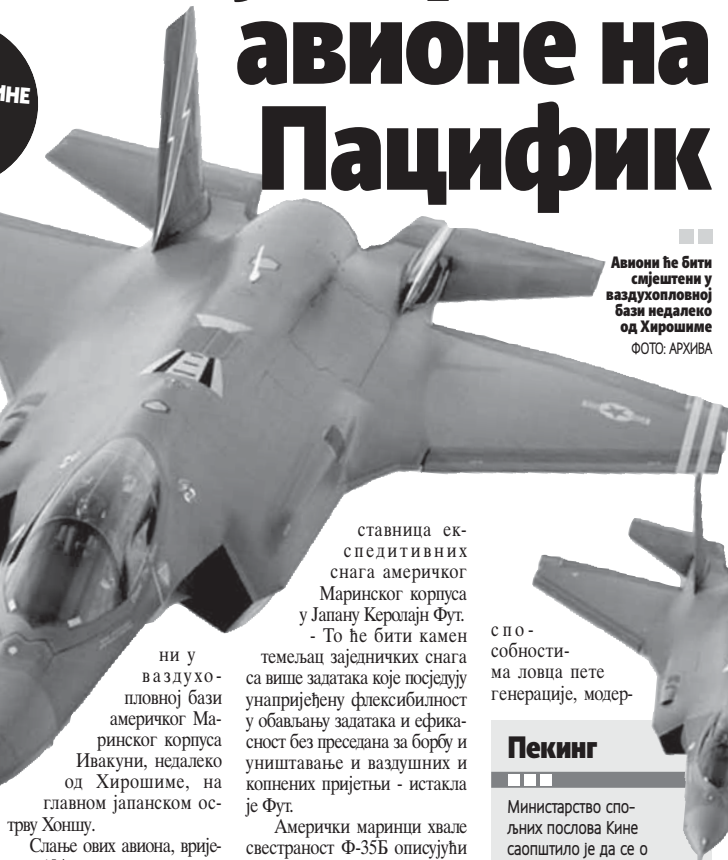 авионе на
Пацифик
Авиони ће бити
смјештени у
ваздухопловној
бази недалеко
од Хирошиме
ФОТО: АРХИВА
ни у
ваздухо-
пловној бази
америчког Ма-
ринског корпуса
Ивакуни, недалеко
од Хирошиме, на
главном јапанском ос-
трву Хоншу.
Слање ових авиона, врије-
ставница ек-
спедитивних
снага америчког
Маринског корпуса
у Јапану Керолајн Фут.
- То ће бити камен
темељац заједничких снага
са више задатака које посједују
унапријеђену флексибилност
у обављању задатака и ефика-
сност без преседана за борбу и
уништавање и ваздушних и
копнених пријетњи - истакла
је Фут.
Амерички маринци хвале
свестраност Ф-35Б описујући
спо-
собности-
ма ловца пете
генерације, модер-
Пекинг
Министарство спо-
љних послова Кине
саопштило је да се о